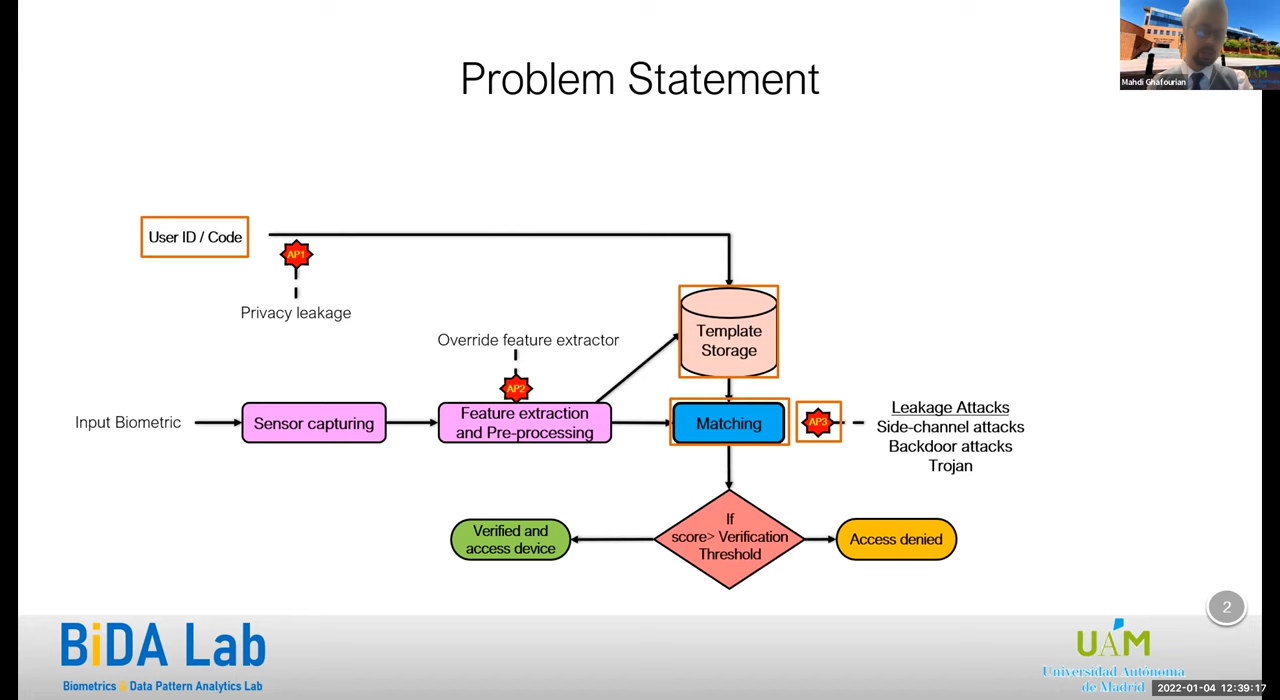 Problem Statement
Mahdi Ghafourian
User ID / Code
AP1
Privacy leakage
Override feature extractor
AP2
Template
Storage
Input Biometric
Sensor capturing
Feature extraction
and Pre-processing
Matching
AP3
Leakage Attacks
Side-channel attacks
Backdoor attacks
Trojan
If
score> Verification
Threshold
Verified and
access device
Access denied
2
BiDA Lab
Biometrics Data Pattern Analytics Lab
UAM
Universidad Autónoma
de Madrid
2022-01-04 12:39:17